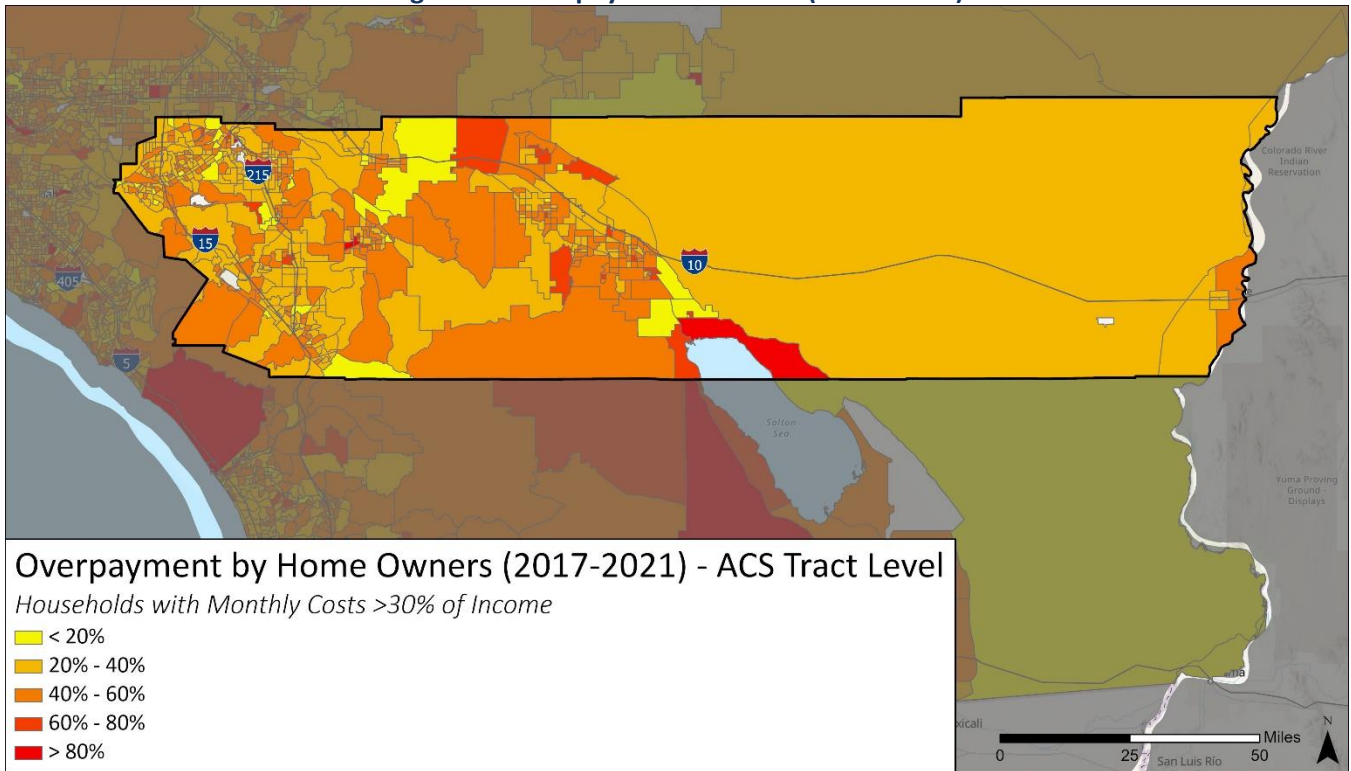 215
Colorado River
Indian
Reservation
15
10
405
5
Salton
Sea
Yuma Proving
Ground -
Displays
Overpayment by Home Owners (2017-2021) - ACS Tract Level
Households with Monthly Costs >30% of Income
< 20%
20% - 40%
40% - 60%
60% - 80%
> 80%
xicali
N
Miles
0
25
50
San Luis Río